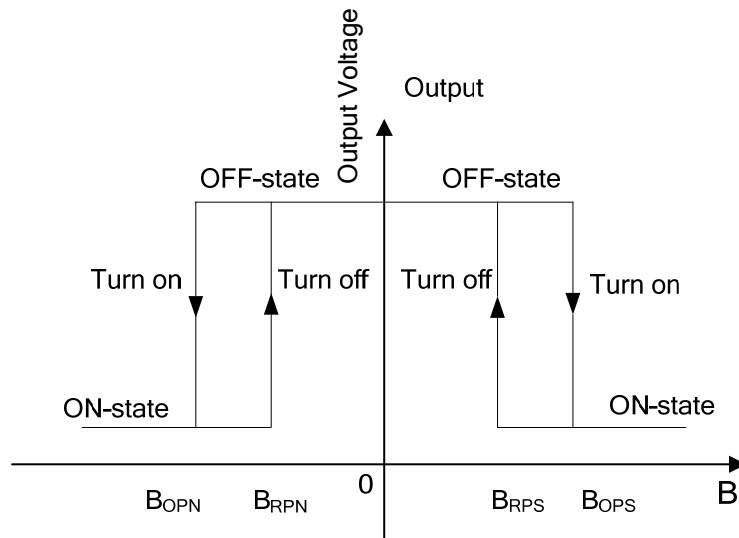 Output Voltage
Output
OFF-state
OFF-state
Turn on
Turn off
Turn off
Turn on
ON-state
ON-state
0
B
BOPN
BRPN
BRPS
BOPS